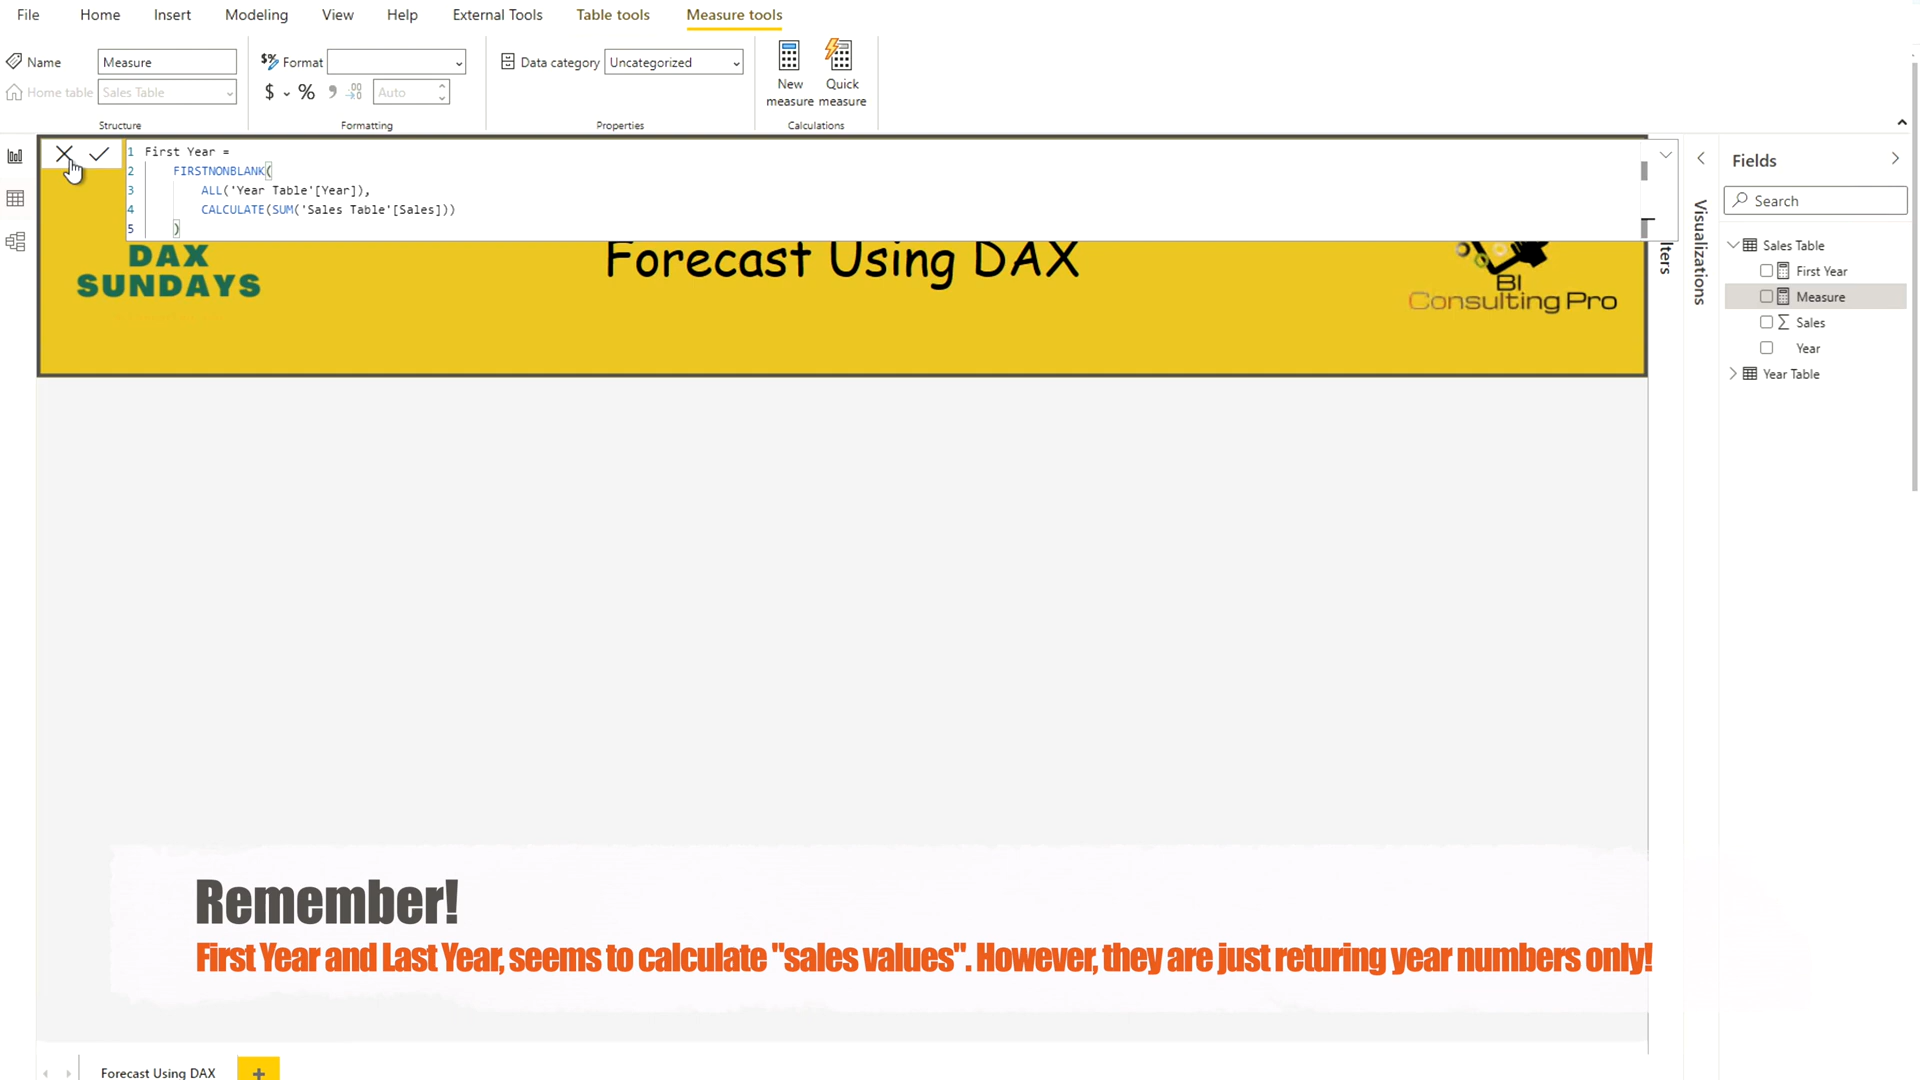 File Home Insert Modeling View Help External Tools Table tools Measure tools
Name Measure
Home table Sales Table
Structure
Format
$ % 9 .00 Auto
Formatting
Data category Uncategorized
Properties
New measure
Quick measure
Calculations
1 First Year =
2 FIRSTNONBLANK(
3 ALL('Year Table'[Year]),
4 CALCULATE(SUM('Sales Table'[Sales]))
5 )
DAX
SUNDAYS
Forecast Using DAX
BI
Consulting Pro
lters
Visualizations
Fields
Search
Sales Table
First Year
Measure
Sales
Year
Year Table
Remember!
First Year and Last Year, seems to calculate "sales values". However, they are just returing year numbers only!
Forecast Using DAX
+